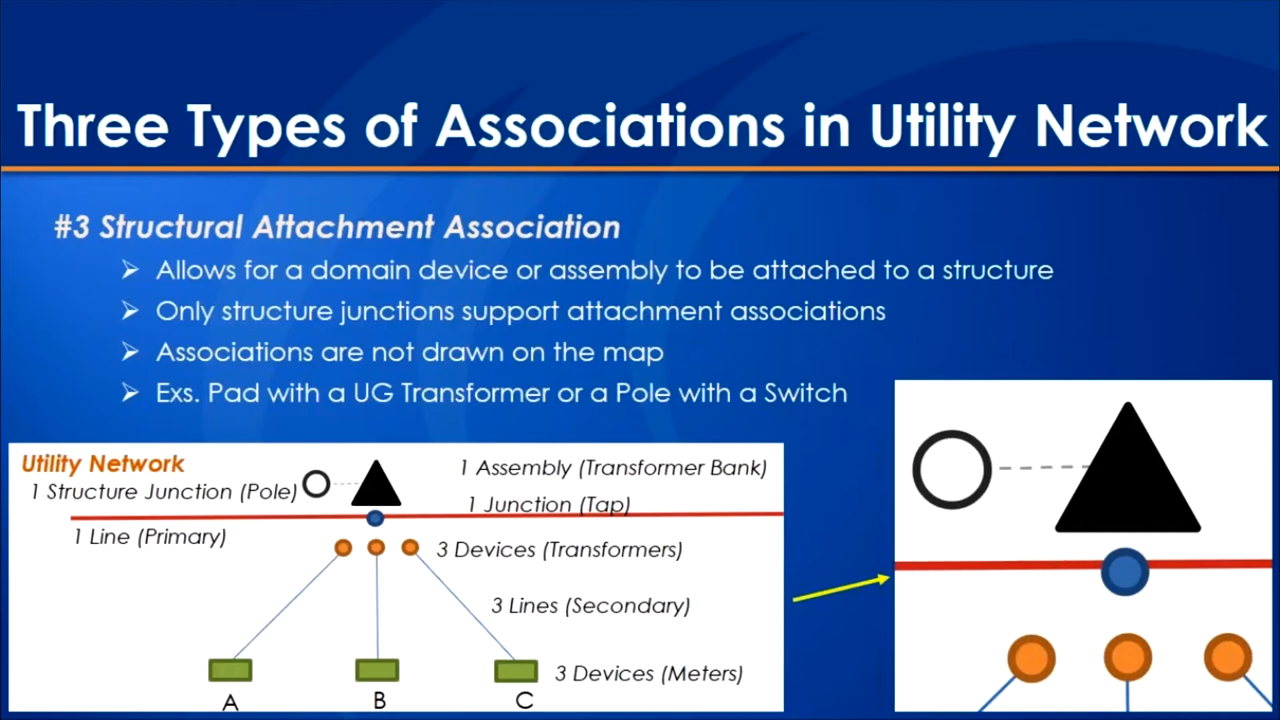 Three Types of Associations in Utility Network
#3 Structural Attachment Association
Allows for a domain device or assembly to be attached to a structure
Only structure junctions support attachment associations
Associations are not drawn on the map
Exs. Pad with a UG Transformer or a Pole with a Switch
Utility Network
1 Assembly (Transformer Bank)
1 Structure Junction (Pole)
1 Junction (Tap)
1 Line (Primary)
3 Devices (Transformers)
3 Lines (Secondary)
3 Devices (Meters)
A B C